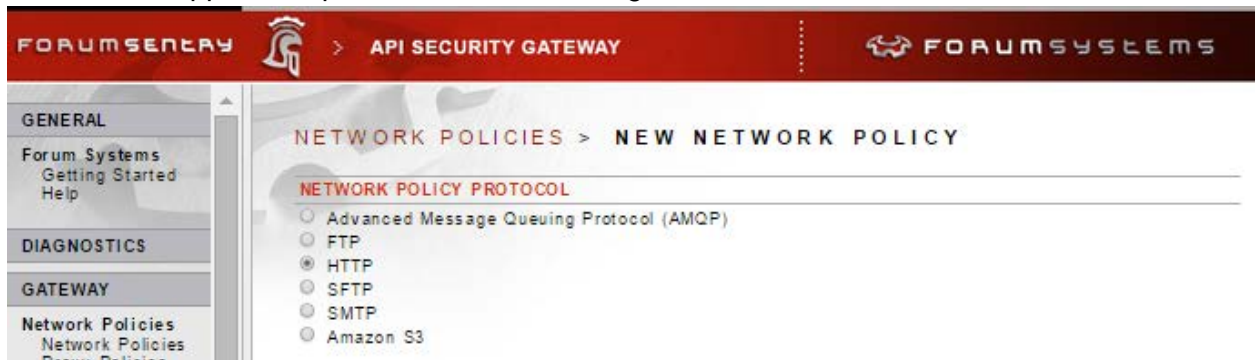 FORUMSENTRY
> API SECURITY GATEWAY
FORUMSYSTEMS
GENERAL
Forum Systems
Getting Started
Help
DIAGNOSTICS
GATEWAY
Network Policies
Network Policies
NETWORK POLICIES > NEW NETWORK POLICY
NETWORK POLICY PROTOCOL
Advanced Message Queuing Protocol (AMQP)
FTP
HTTP
SFTP
SMTP
Amazon S3